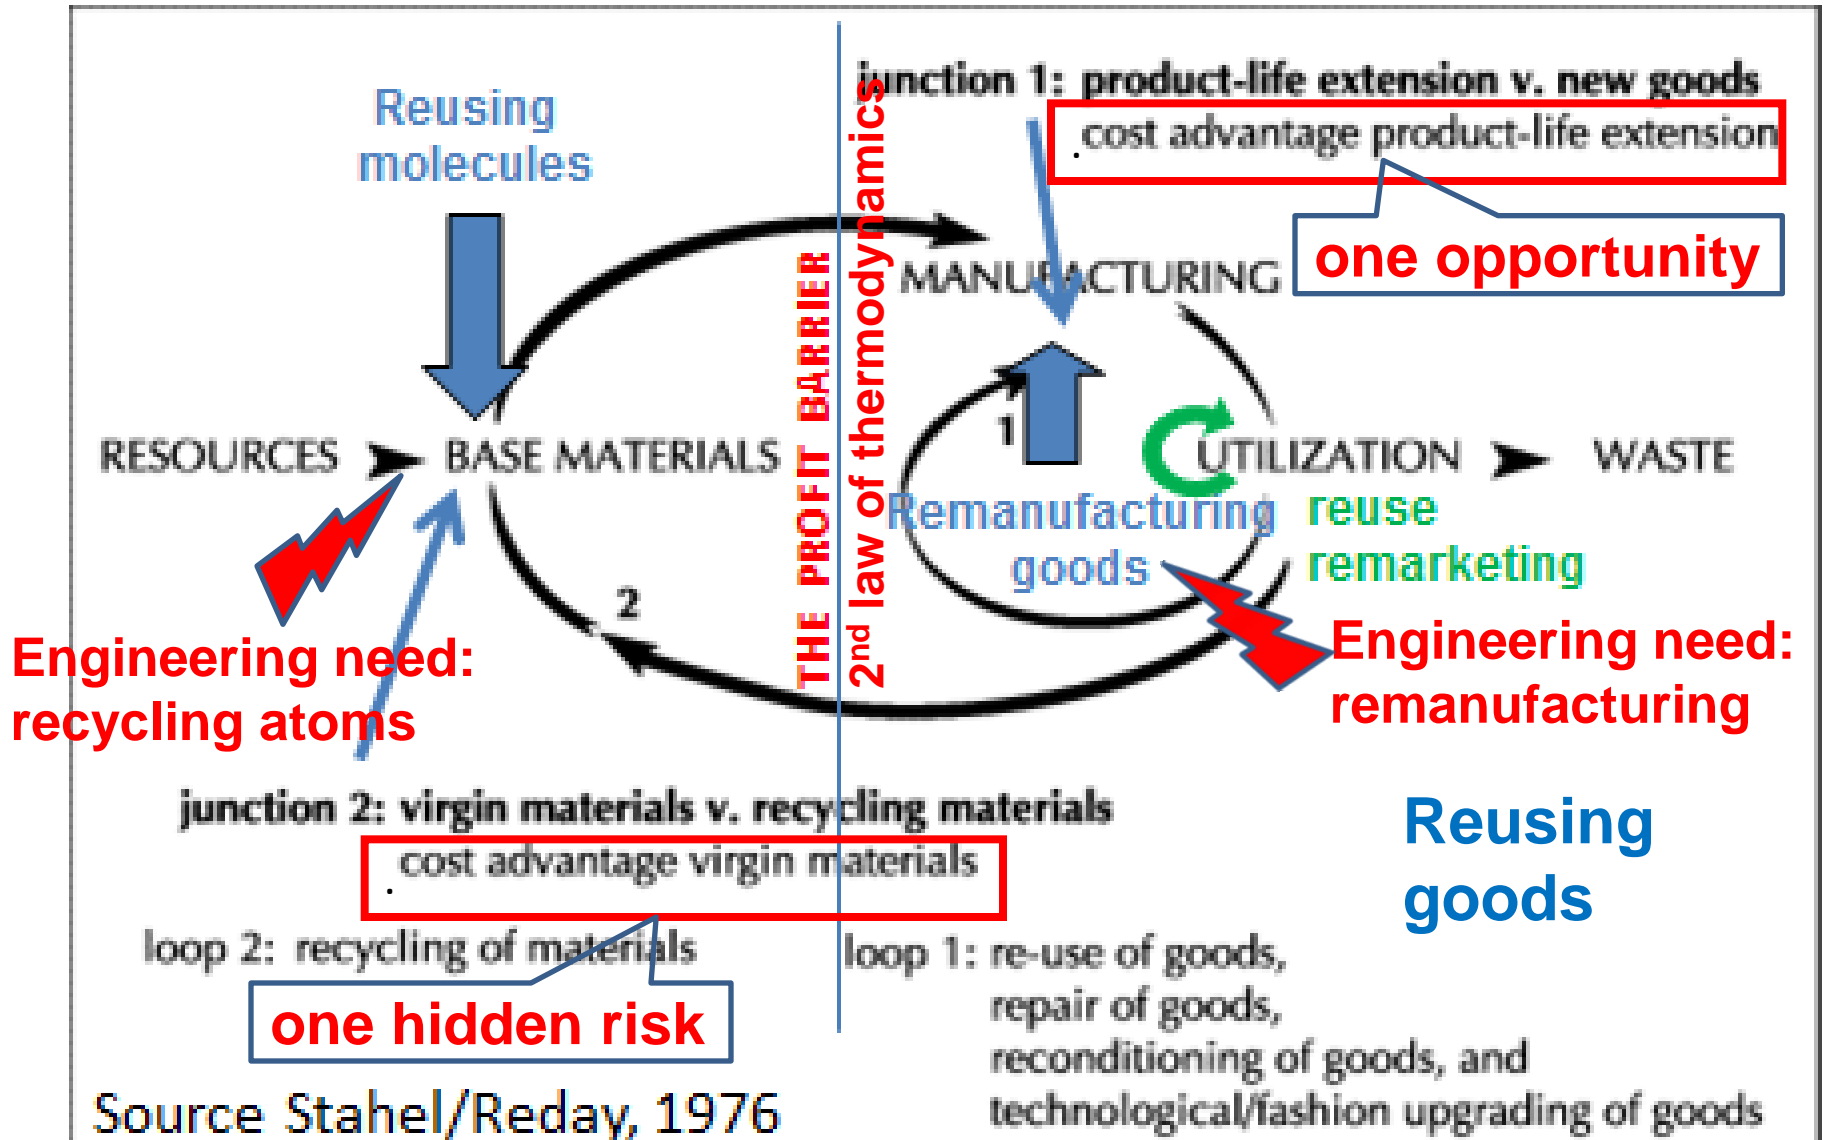 junction 1: product-life extension v. new goods
cost advantage product-life extension
one opportunity
Reusing
molecules
MANUFACTURING
THE PROFIT BARRIER
2nd law of thermodynamics
1
RESOURCES
BASE MATERIALS
UTILIZATION
WASTE
Remanufacturing
goods
reuse
remarketing
2
Engineering need:
recycling atoms
Engineering need:
remanufacturing
junction 2: virgin materials v. recycling materials
cost advantage virgin materials
Reusing
goods
loop 2: recycling of materials
one hidden risk
loop 1: re-use of goods,
repair of goods,
reconditioning of goods, and
technological/fashion upgrading of goods
Source Stahel/Reday, 1976